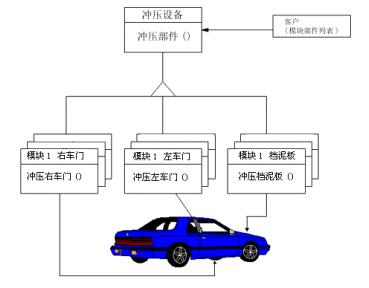 冲压设备
冲压部件 ()
客户
（模块部件列表）
模块 1 右车门
冲压右车门 ()
模块 1 左车门
冲压左车门 ()
模块 1 档泥板
冲压档泥板 ()